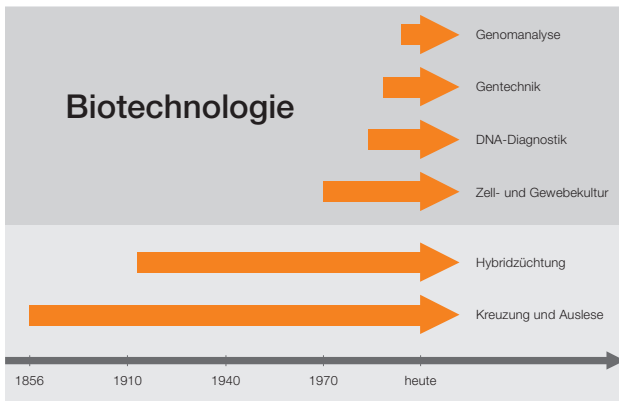 Genomanalyse
Biotechnologie
Gentechnik
DNA-Diagnostik
Zell- und Gewebekultur
Hybridzüchtung
Kreuzung und Auslese
1856 1910 1940 1970 heute